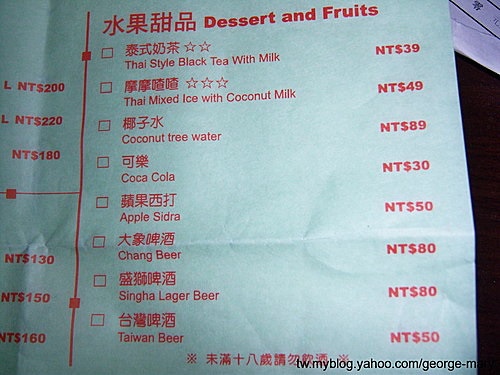 水果甜品 Dessert and Fruits
泰式奶茶 ☆☆
Thai Style Black Tea With Milk NT$39
摩摩喳喳 ☆☆☆
Thai Mixed Ice with Coconut Milk NT$49
椰子水
Coconut tree water NT$89
可樂
Coca Cola NT$30
蘋果西打
Apple Sidra NT$50
大象啤酒
Chang Beer NT$80
盛獅啤酒
Singha Lager Beer NT$80
台灣啤酒
Taiwan Beer NT$50
※ 未滿十八歲請勿飲酒 ※
L NT$200
L NT$220
NT$180
NT$130
NT$150
NT$160